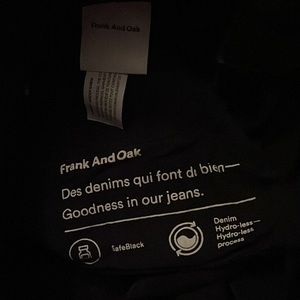 Frank And Oak
Frank And Oak
Des denims qui font du bien—
Goodness in our jeans.
SafeBlack
Denim
Hydro-less—
Hydro-less
process